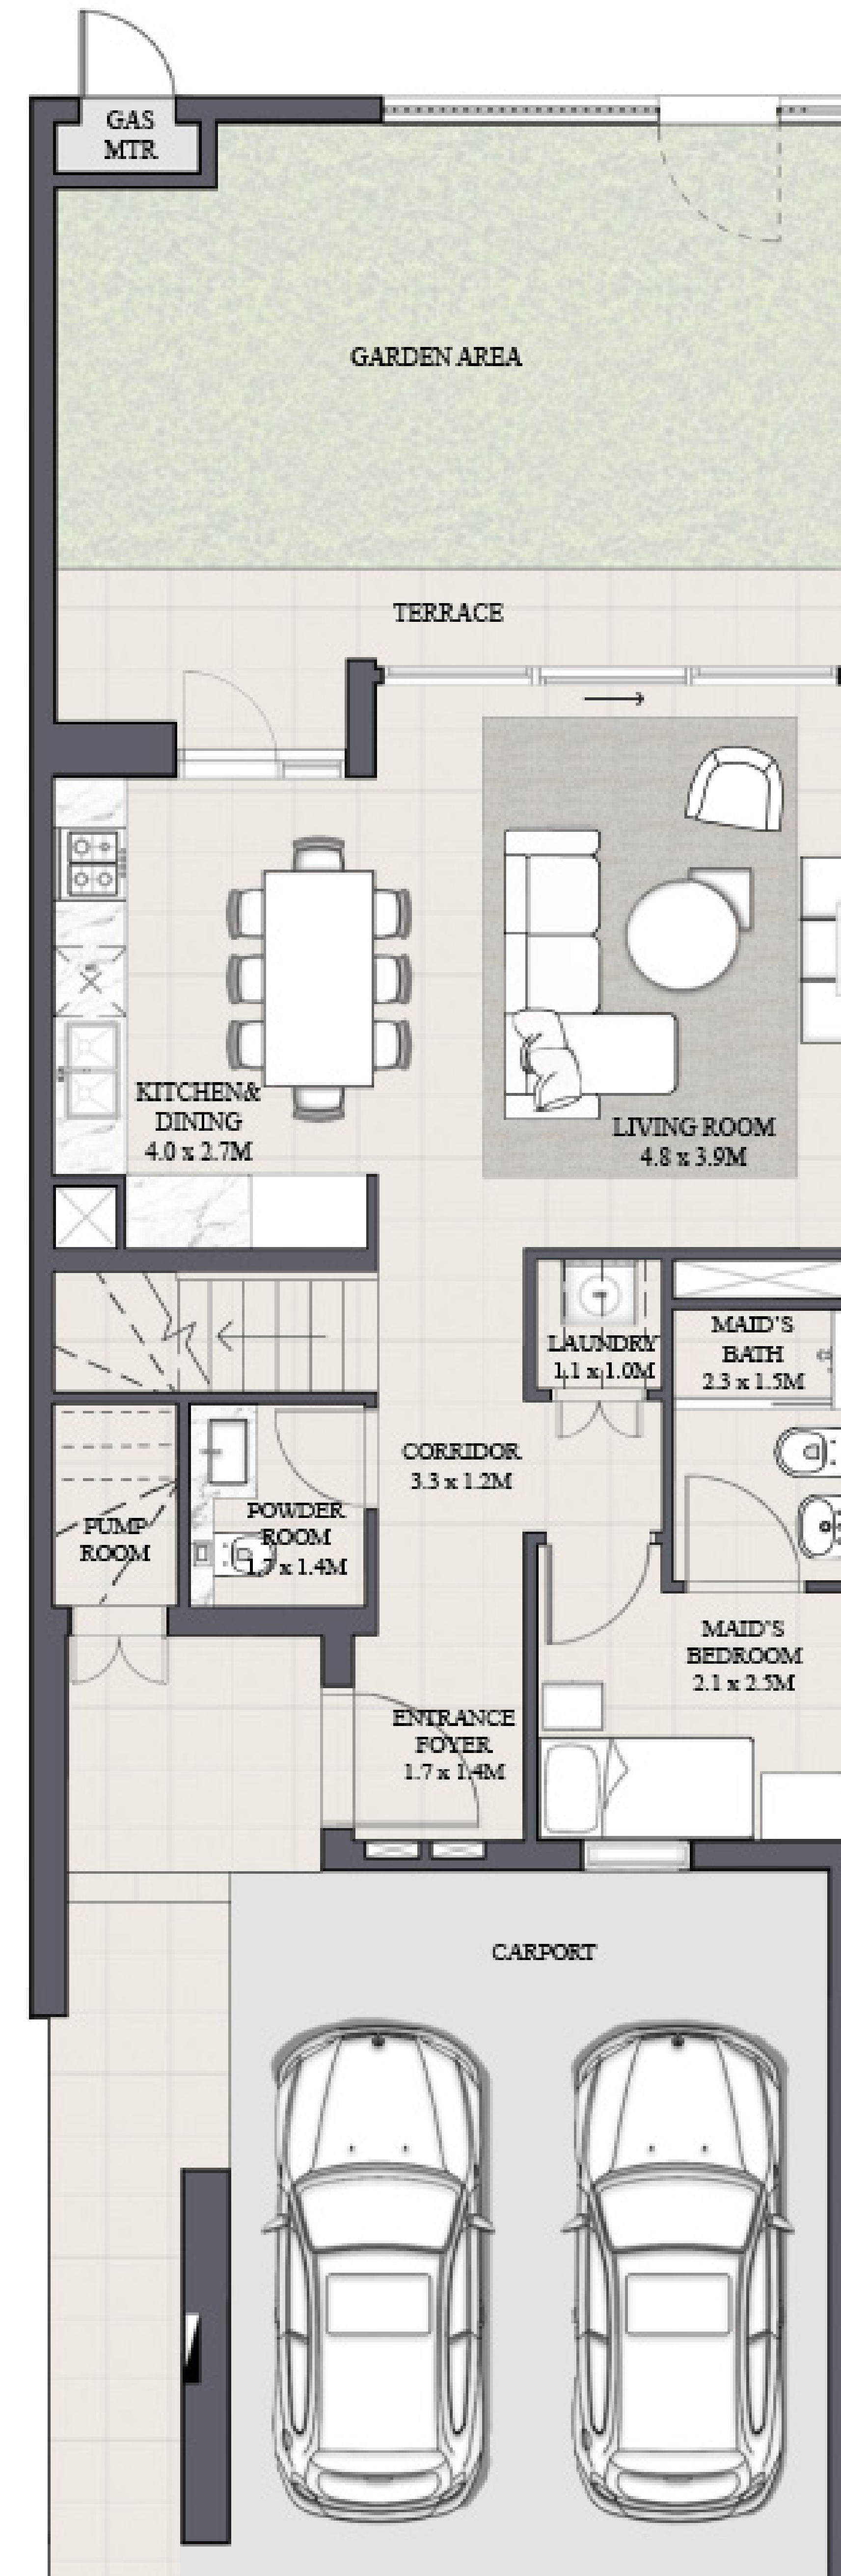 GAS
MTR
GARDEN AREA
TERRACE
KITCHEN&
DINING
4.0 x 2.7M
LIVING ROOM
4.8 x 3.9M
LAUNDRY
1.1 x 1.0M
MAID'S
BATH
2.3 x 1.5M
CORRIDOR
3.3 x 1.2M
POWDER
ROOM
1.7 x 1.4M
PUMP
ROOM
MAID'S
BEDROOM
2.1 x 2.5M
ENTRANCE
FOYER
1.7 x 1.4M
CARPORT